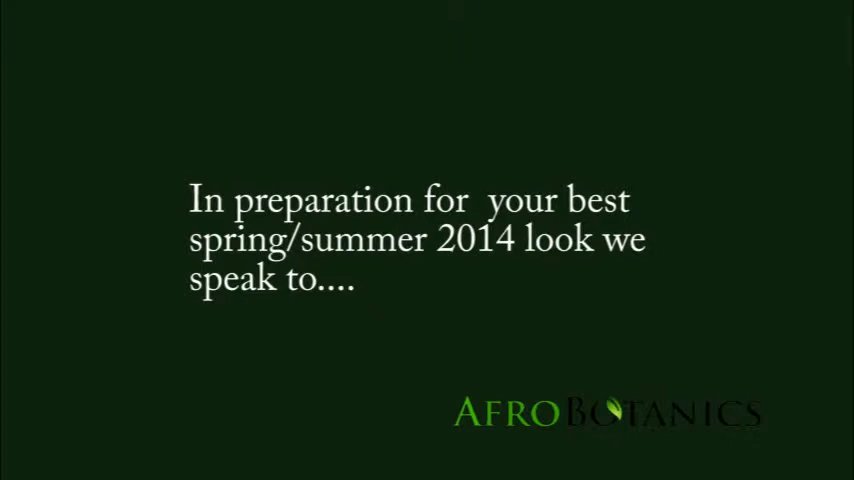 In preparation for  your best
spring/summer 2014 look we
speak to....
AFROBOTANICS